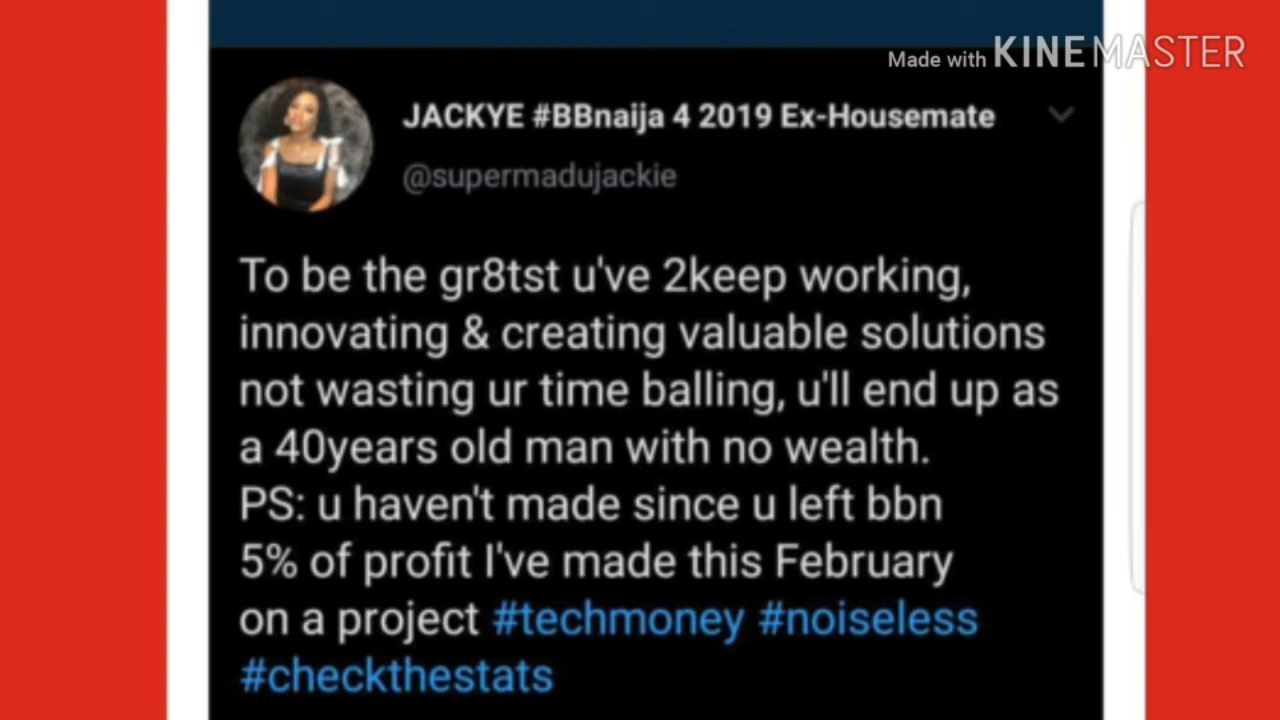 Made with KINEMASTER
JACKYE #BBnaija 4 2019 Ex-Housemate
@supermadujackie
To be the gr8tst u've 2keep working,
innovating & creating valuable solutions
not wasting ur time balling, u'll end up as
a 40years old man with no wealth.
PS: u haven't made since u left bbn
5% of profit I've made this February
on a project #techmoney #noiseless
#checkthestats